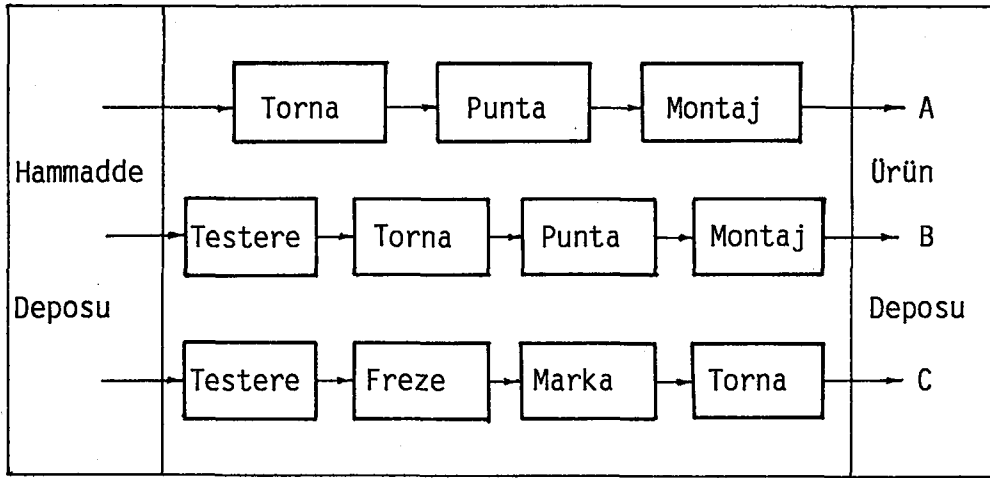 Torna Punta Montaj A
Hammadde Ürün
Testere Torna Punta Montaj B
Deposu Deposu
Testere Freze Marka Torna C